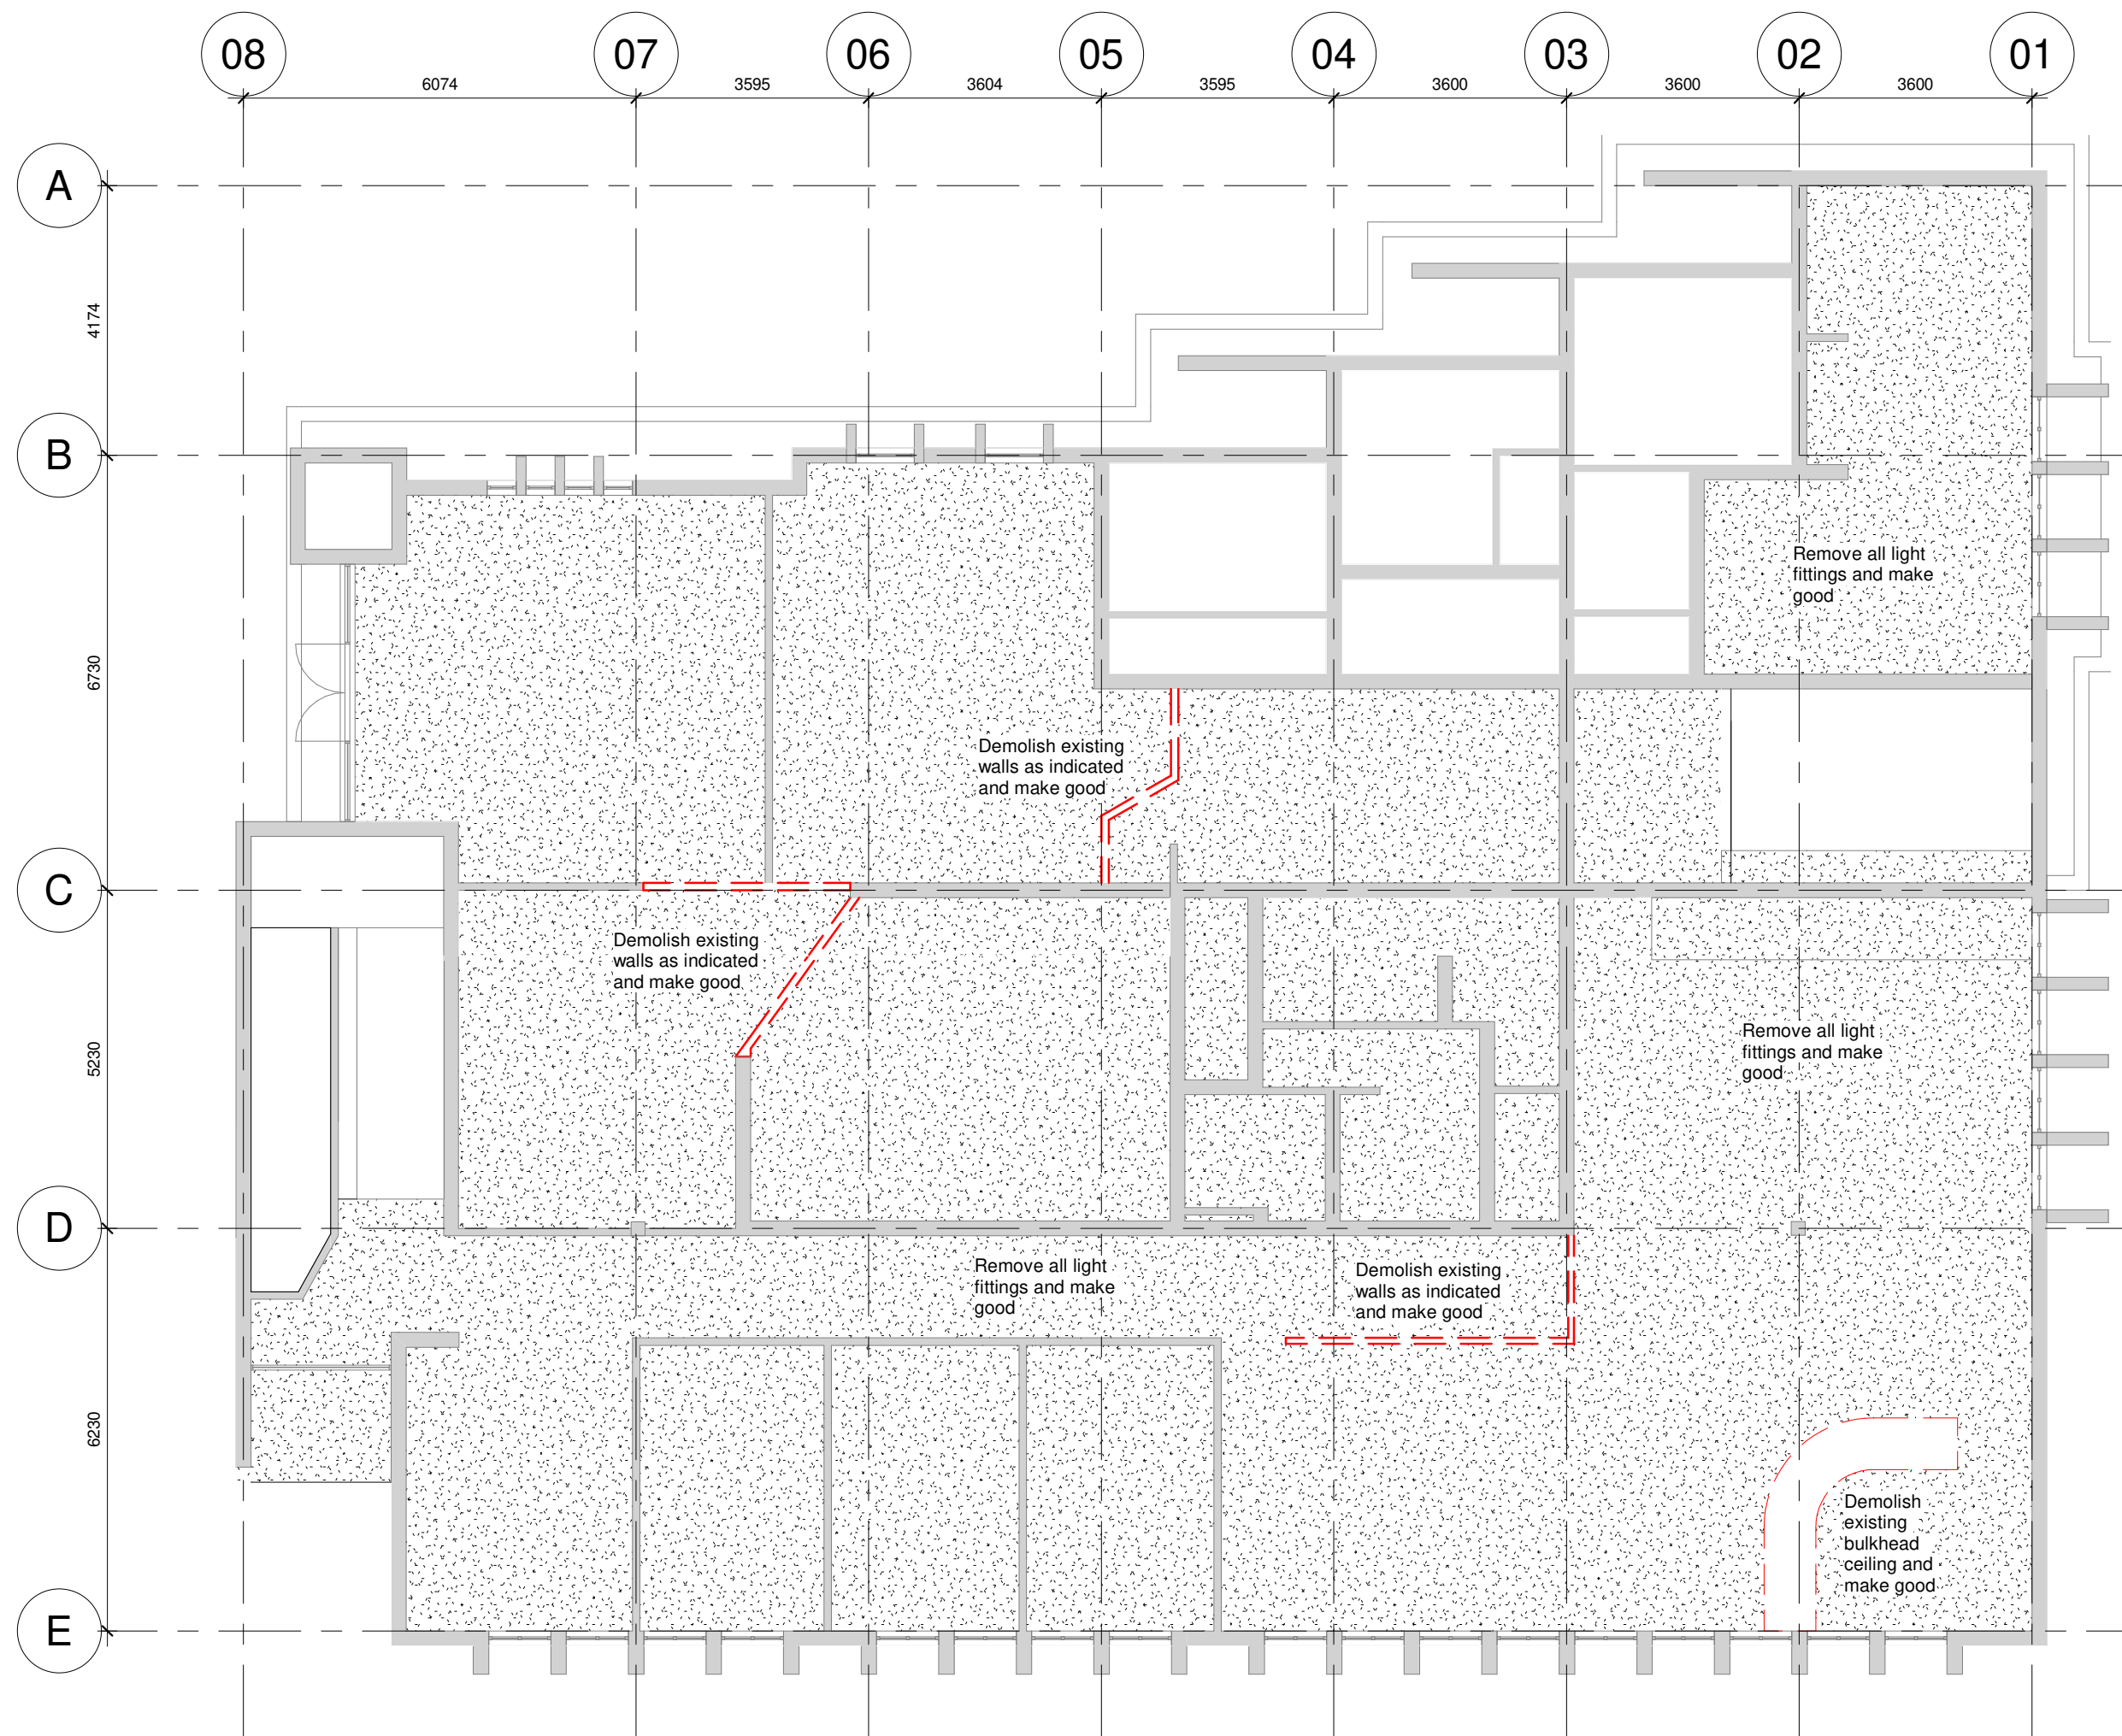 08 07 06 05 04 03 02 01
6074 3595 3604 3595 3600 3600 3600
A
4174
B
Remove all light
fittings and make
good
6730
Demolish existing
walls as indicated
and make good
C
Demolish existing
walls as indicated
and make good
Remove all light
fittings and make
good
5230
D
Remove all light
fittings and make
good
Demolish existing
walls as indicated
and make good
6230
Demolish
existing
bulkhead
ceiling and
make good
E